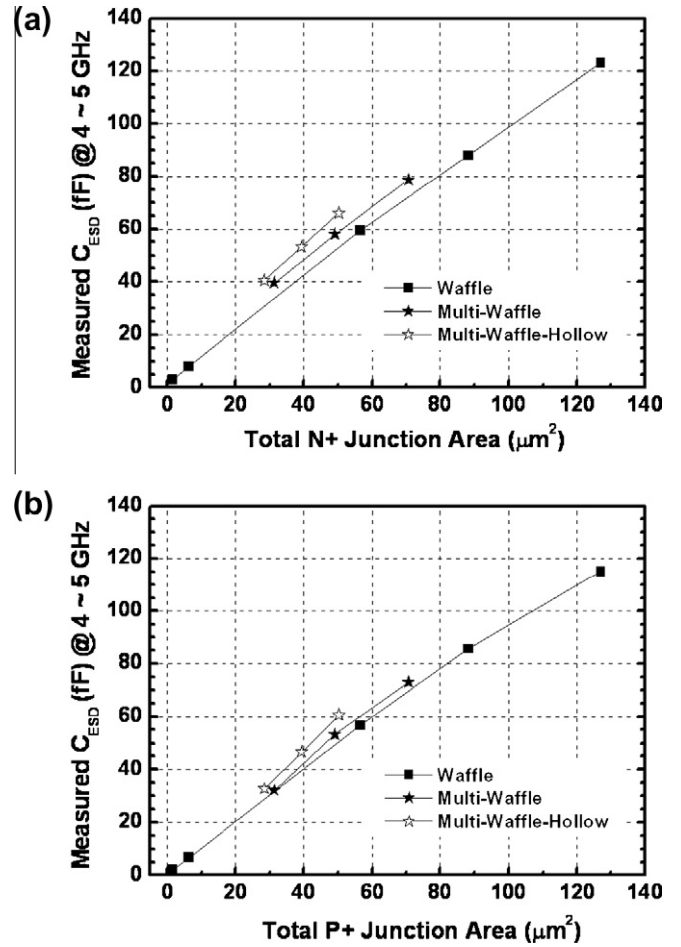 (a)
Measured C_ESD (fF) @ 4 ~ 5 GHz
140
120
100
80
60
40
20
0
Waffle
Multi-Waffle
Multi-Waffle-Hollow
0 20 40 60 80 100 120 140
Total N+ Junction Area (μm²)
(b)
Measured C_ESD (fF) @ 4 ~ 5 GHz
140
120
100
80
60
40
20
0
Waffle
Multi-Waffle
Multi-Waffle-Hollow
0 20 40 60 80 100 120 140
Total P+ Junction Area (μm²)